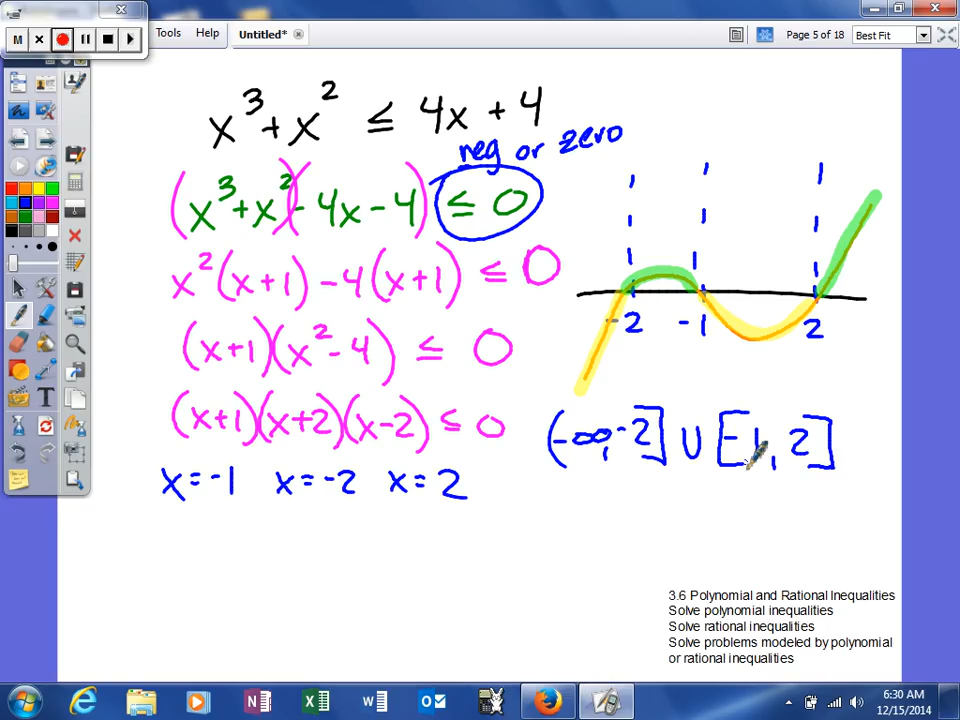 M
Tools Help Untitled* Page 5 of 18 Best Fit
x³ + x² ≤ 4x + 4
neg or zero
(x³ + x²)(- 4x - 4) ≤ 0
x²(x + 1) - 4(x + 1) ≤ 0
(x+1)(x² - 4) ≤ 0
(x+1)(x+2)(x-2) ≤ 0
x = -1 x = -2 x = 2
-2 -1 2
(-∞, -2] ∪ [-1, 2]
3.6 Polynomial and Rational Inequalities
Solve polynomial inequalities
Solve rational inequalities
Solve problems modeled by polynomial
or rational inequalities
6:30 AM
12/15/2014